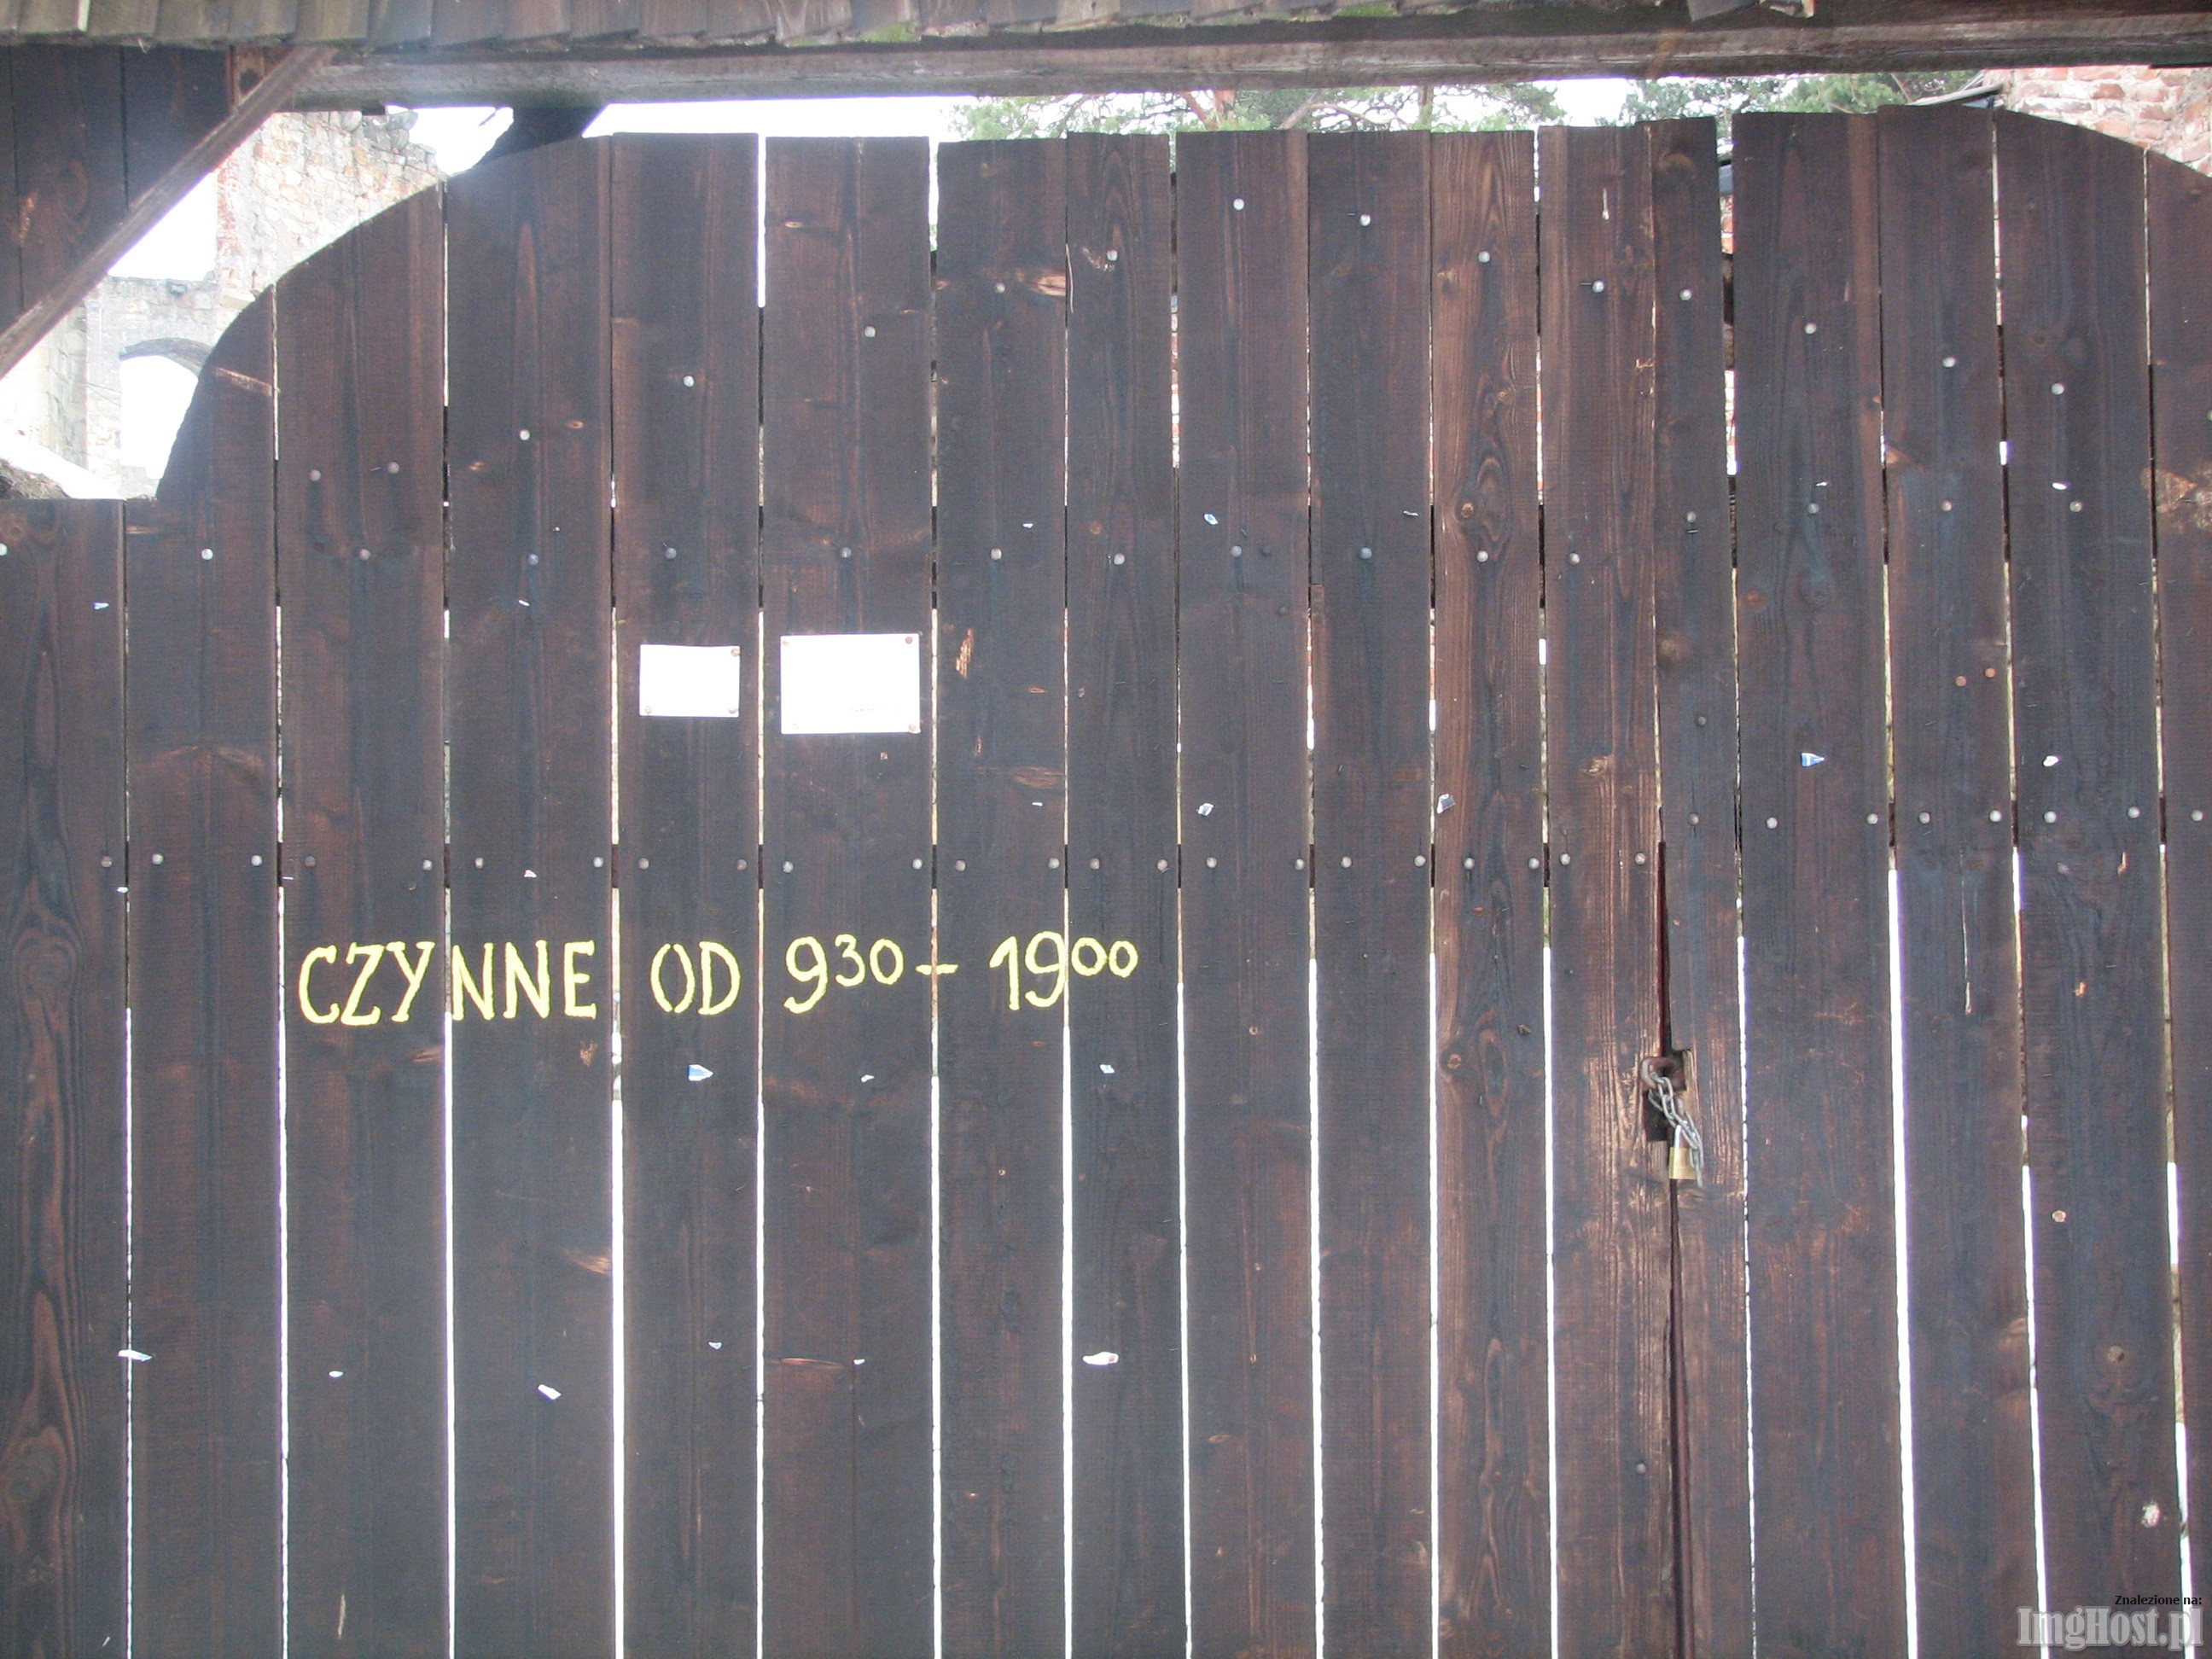 CZYNNE OD 9³⁰ - 19⁰⁰
Znalezione na:
ImgHost.pl